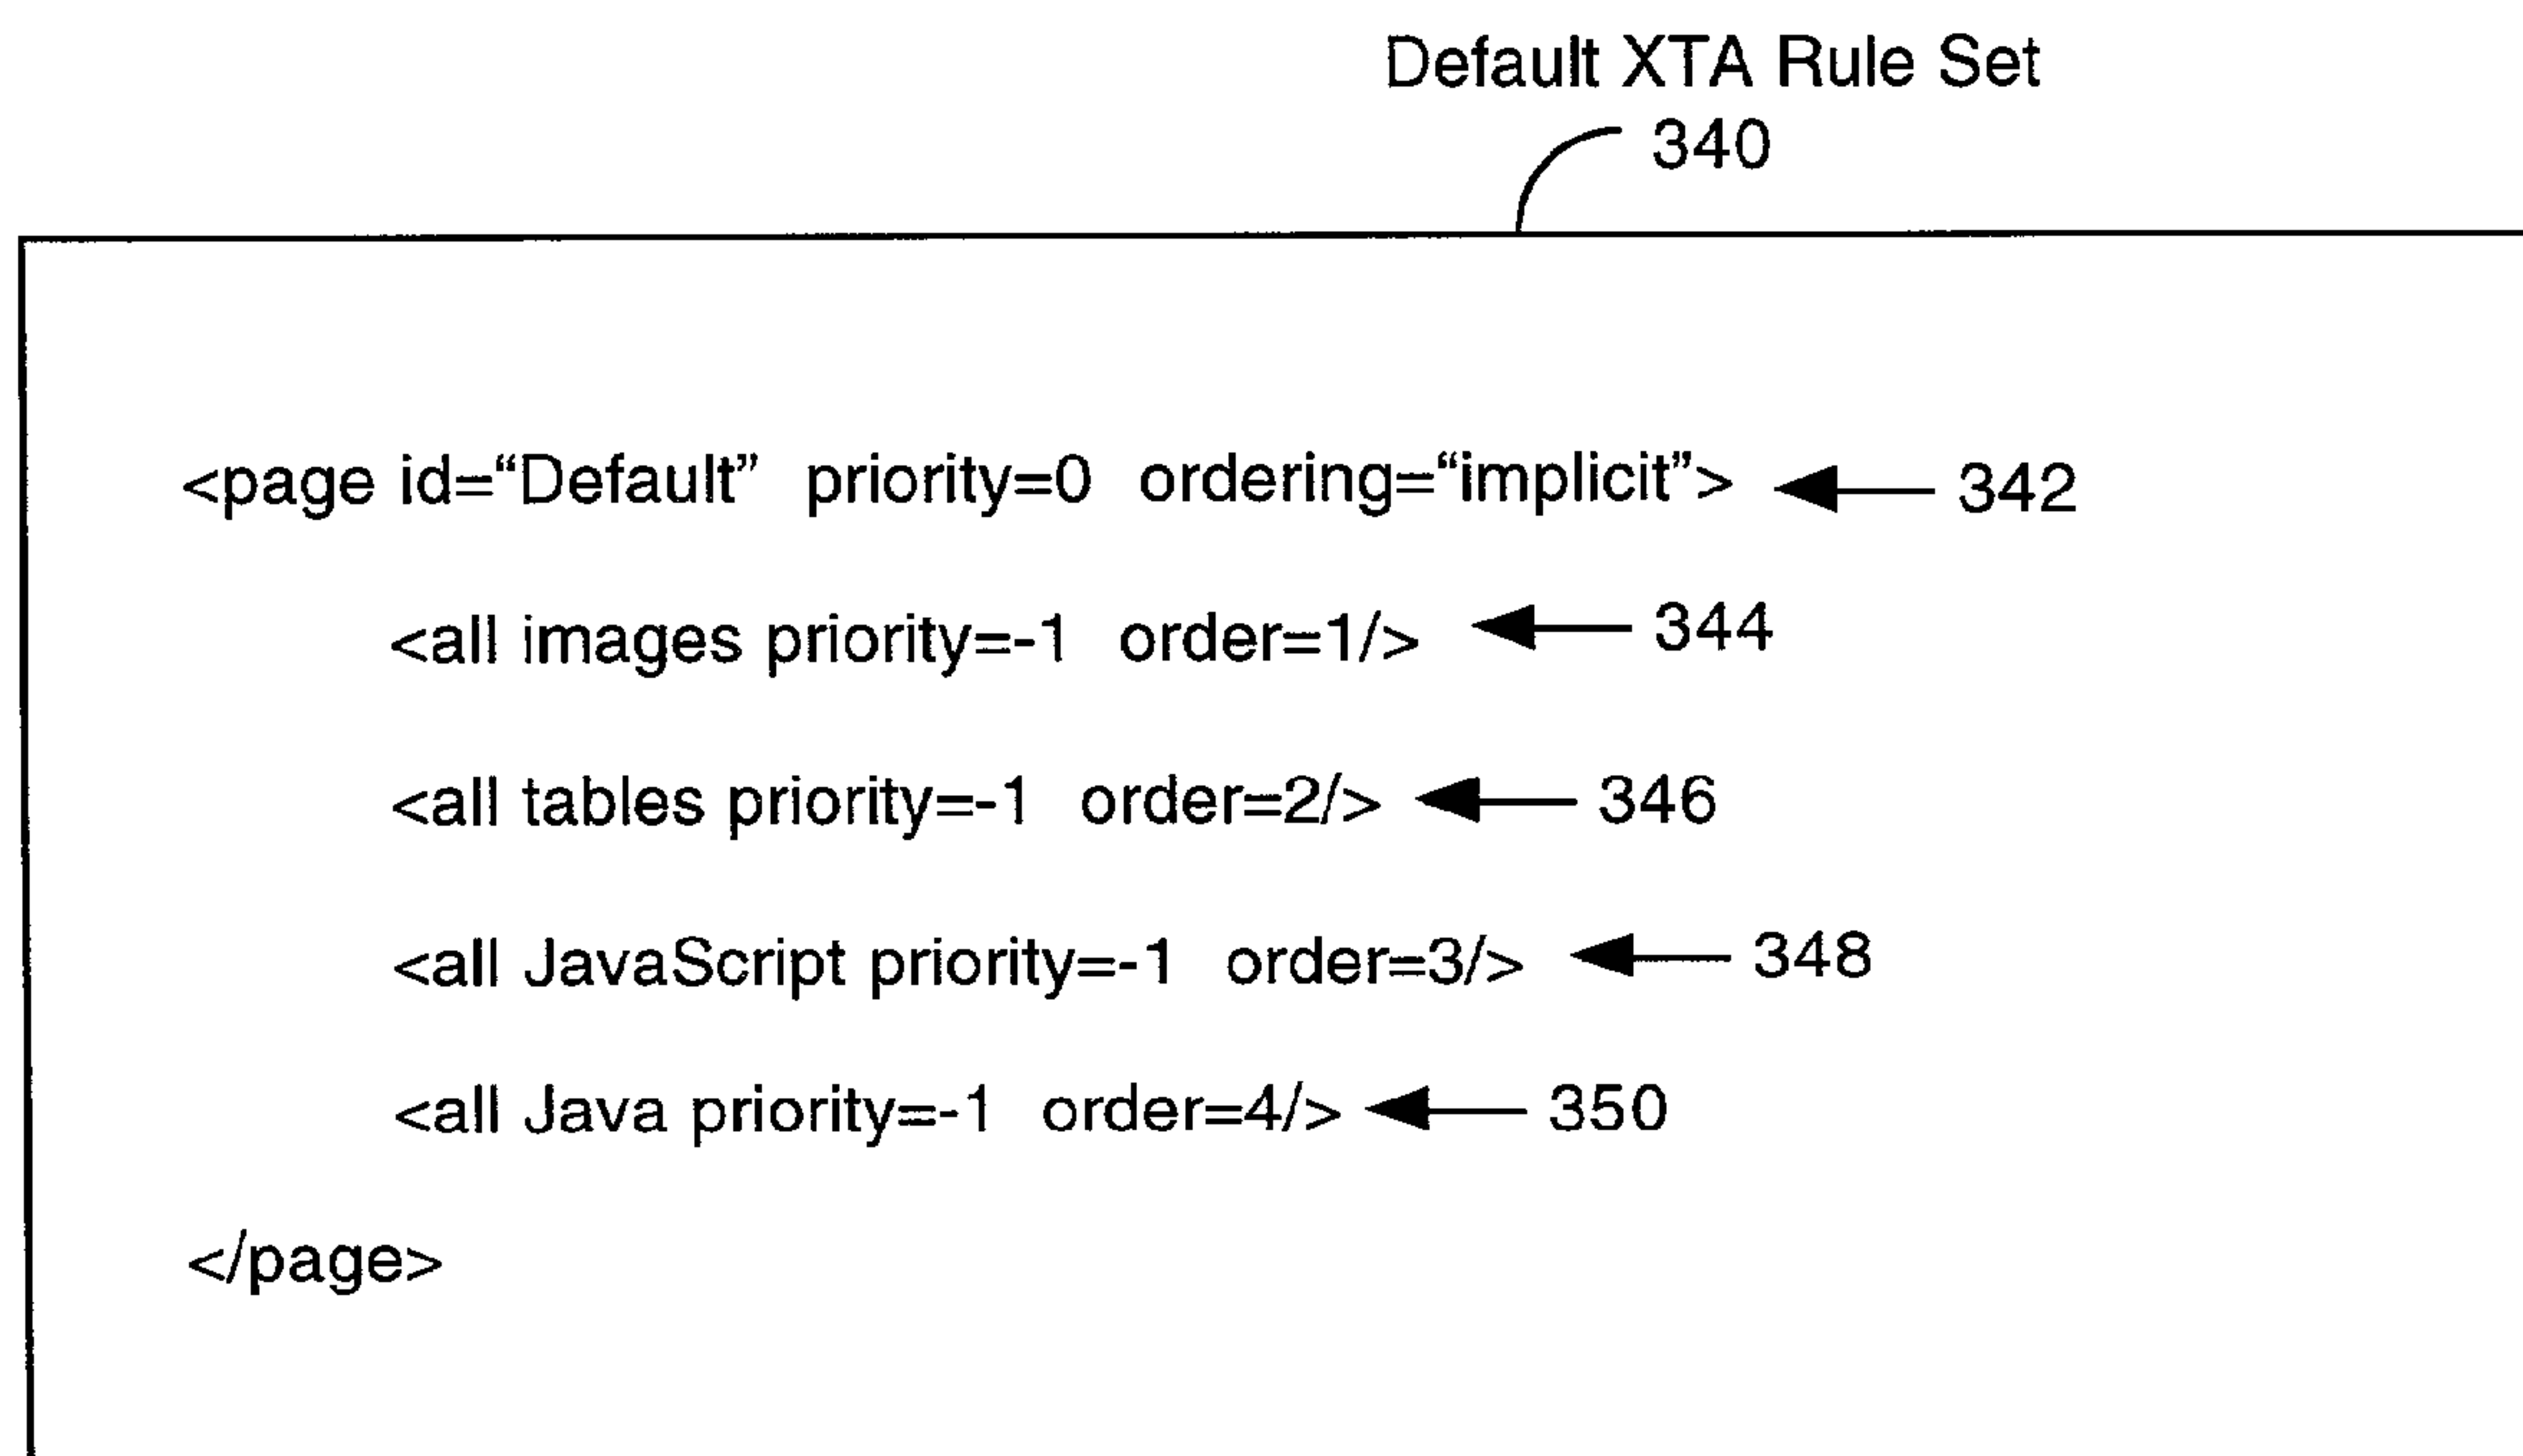 Default XTA Rule Set
340
<page id=“Default” priority=0 ordering=“implicit”> 342
<all images priority=-1 order=1/> 344
<all tables priority=-1 order=2/> 346
<all JavaScript priority=-1 order=3/> 348
<all Java priority=-1 order=4/> 350
</page>